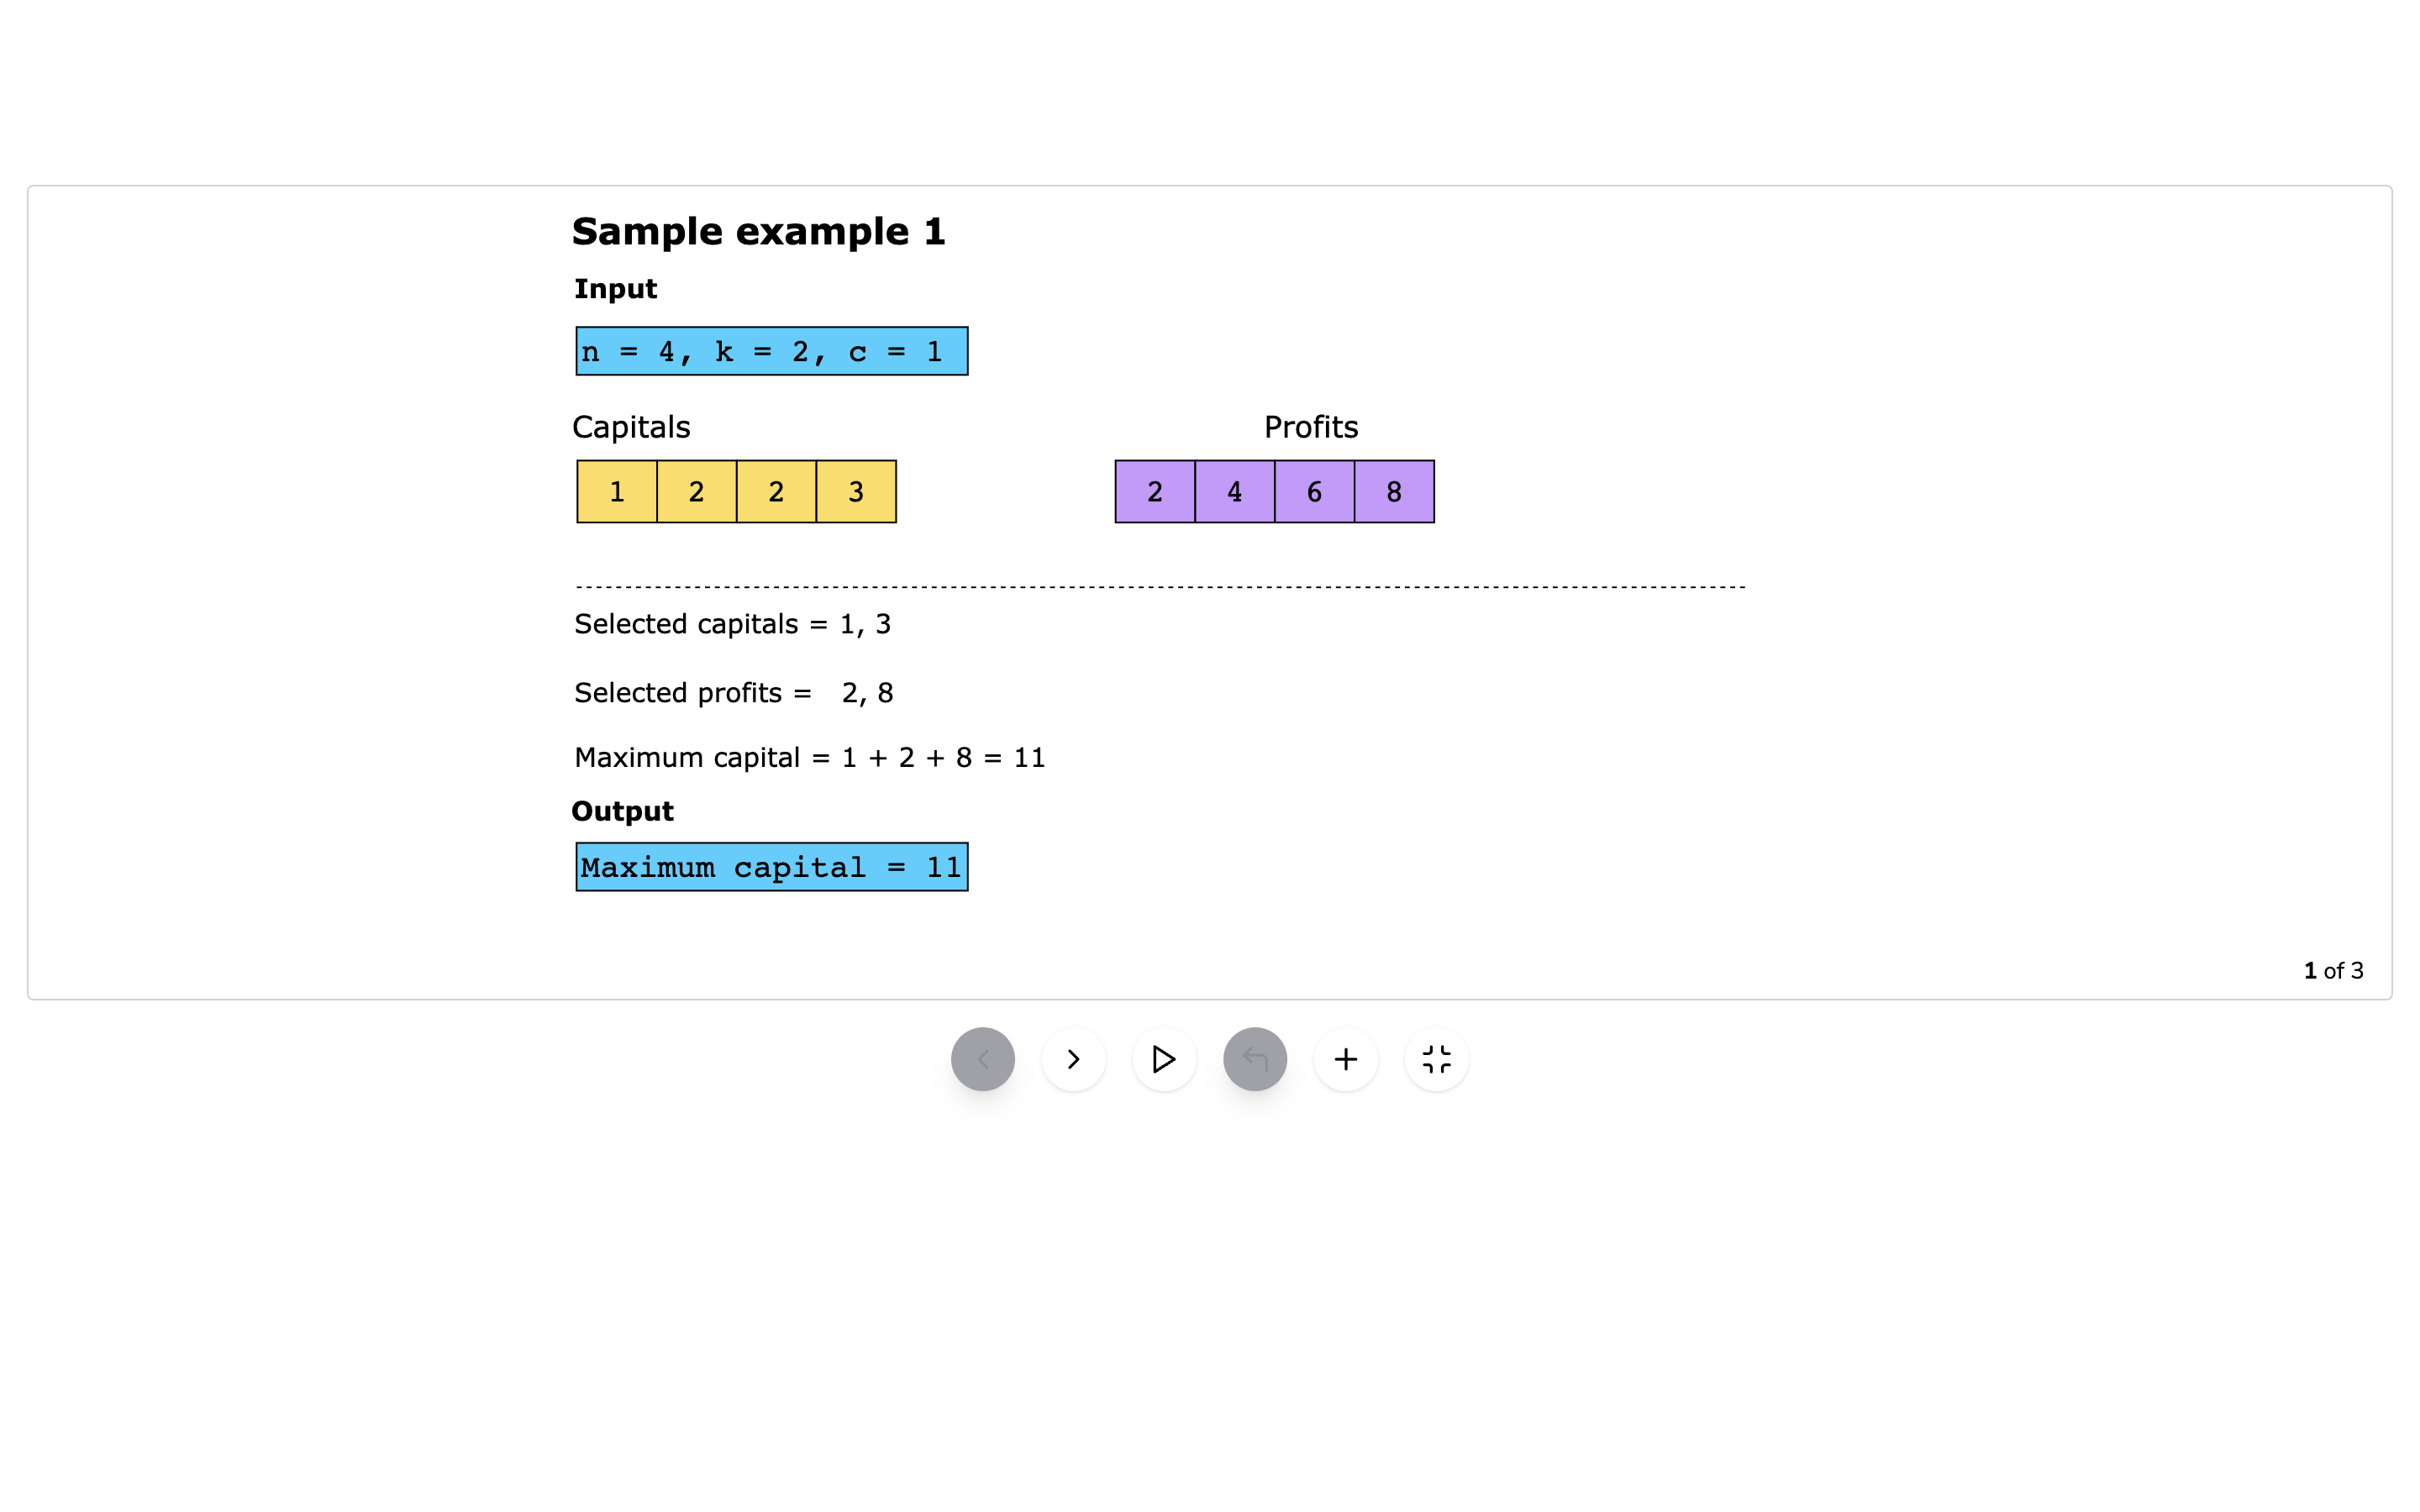 Sample example 1
Input
n = 4, k = 2, c = 1
Capitals Profits
1 2 2 3 2 4 6 8
Selected capitals = 1, 3
Selected profits = 2, 8
Maximum capital = 1 + 2 + 8 = 11
Output
Maximum capital = 11
1 of 3